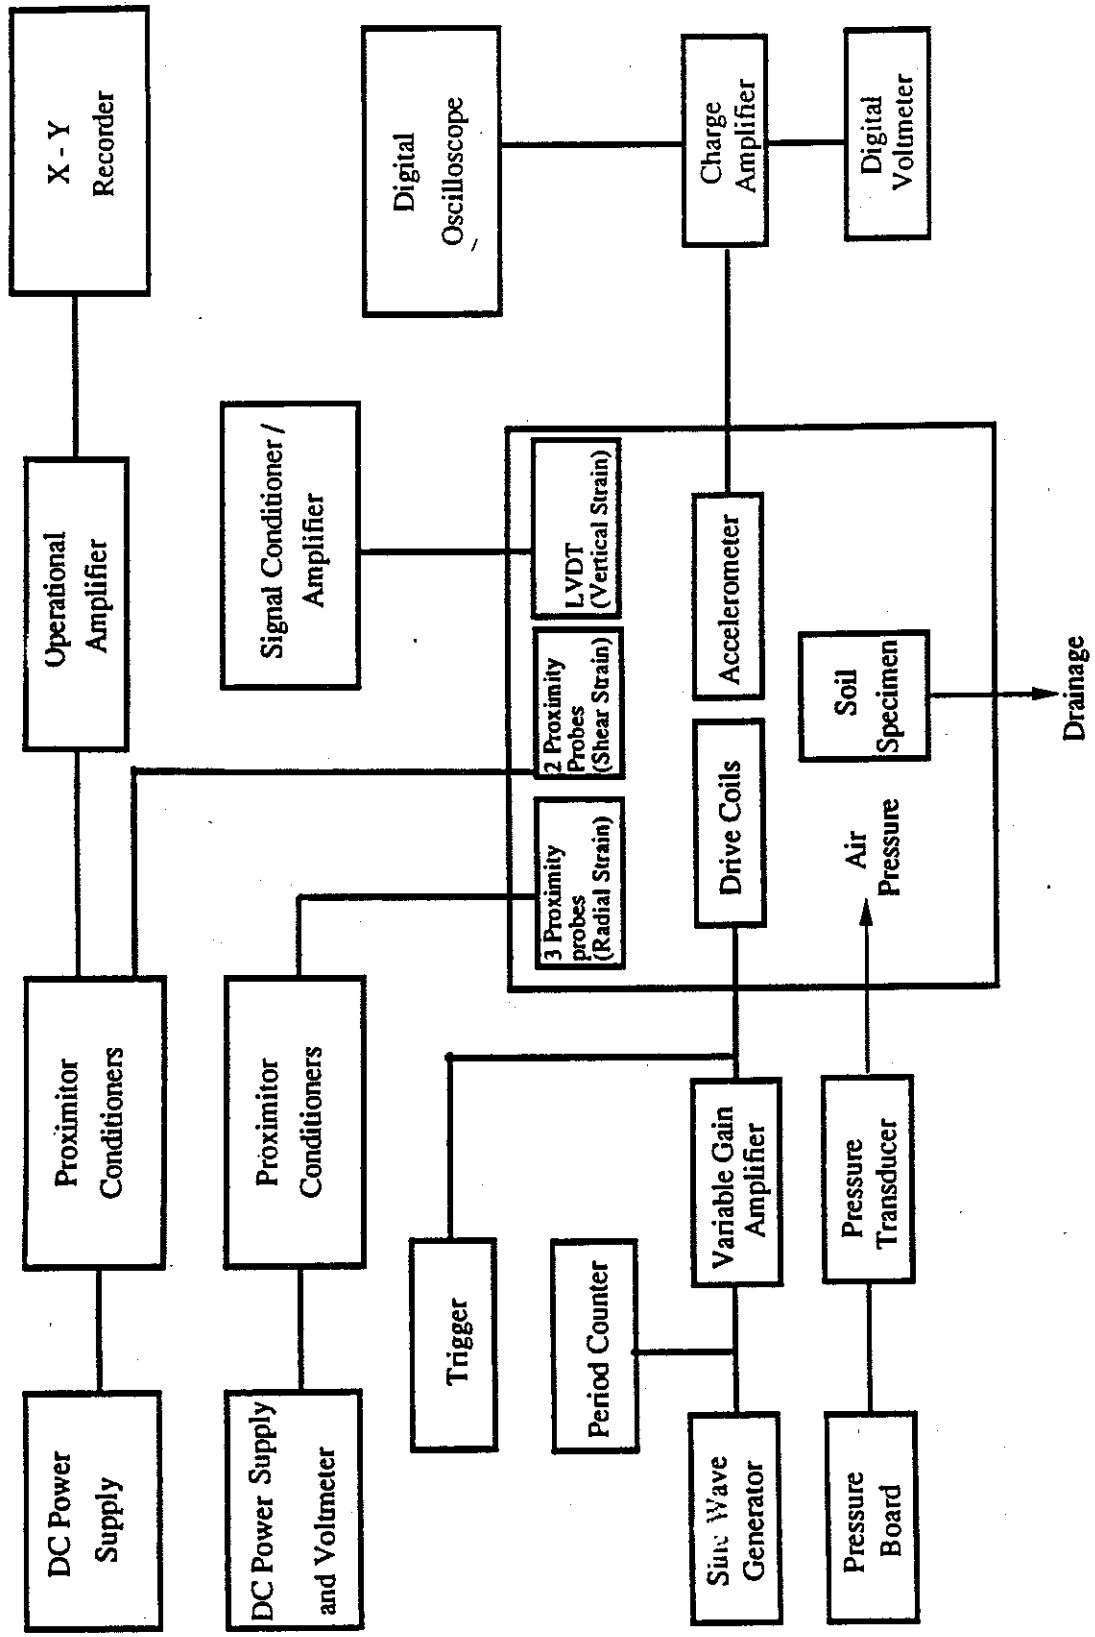 DC Power
Supply
Proximitor
Conditioners
Operational
Amplifier
X - Y
Recorder
DC Power Supply
and Voltmeter
Proximitor
Conditioners
Signal Conditioner /
Amplifier
Digital
Oscilloscope
Trigger
Period Counter
3 Proximity
probes
(Radial Strain)
2 Proximity
Probes
(Shear Strain)
LVDT
(Vertical Strain)
Sine Wave
Generator
Variable Gain
Amplifier
Drive Coils
Accelerometer
Charge
Amplifier
Digital
Voltmeter
Pressure
Board
Pressure
Transducer
Air
Pressure
Soil
Specimen
Drainage